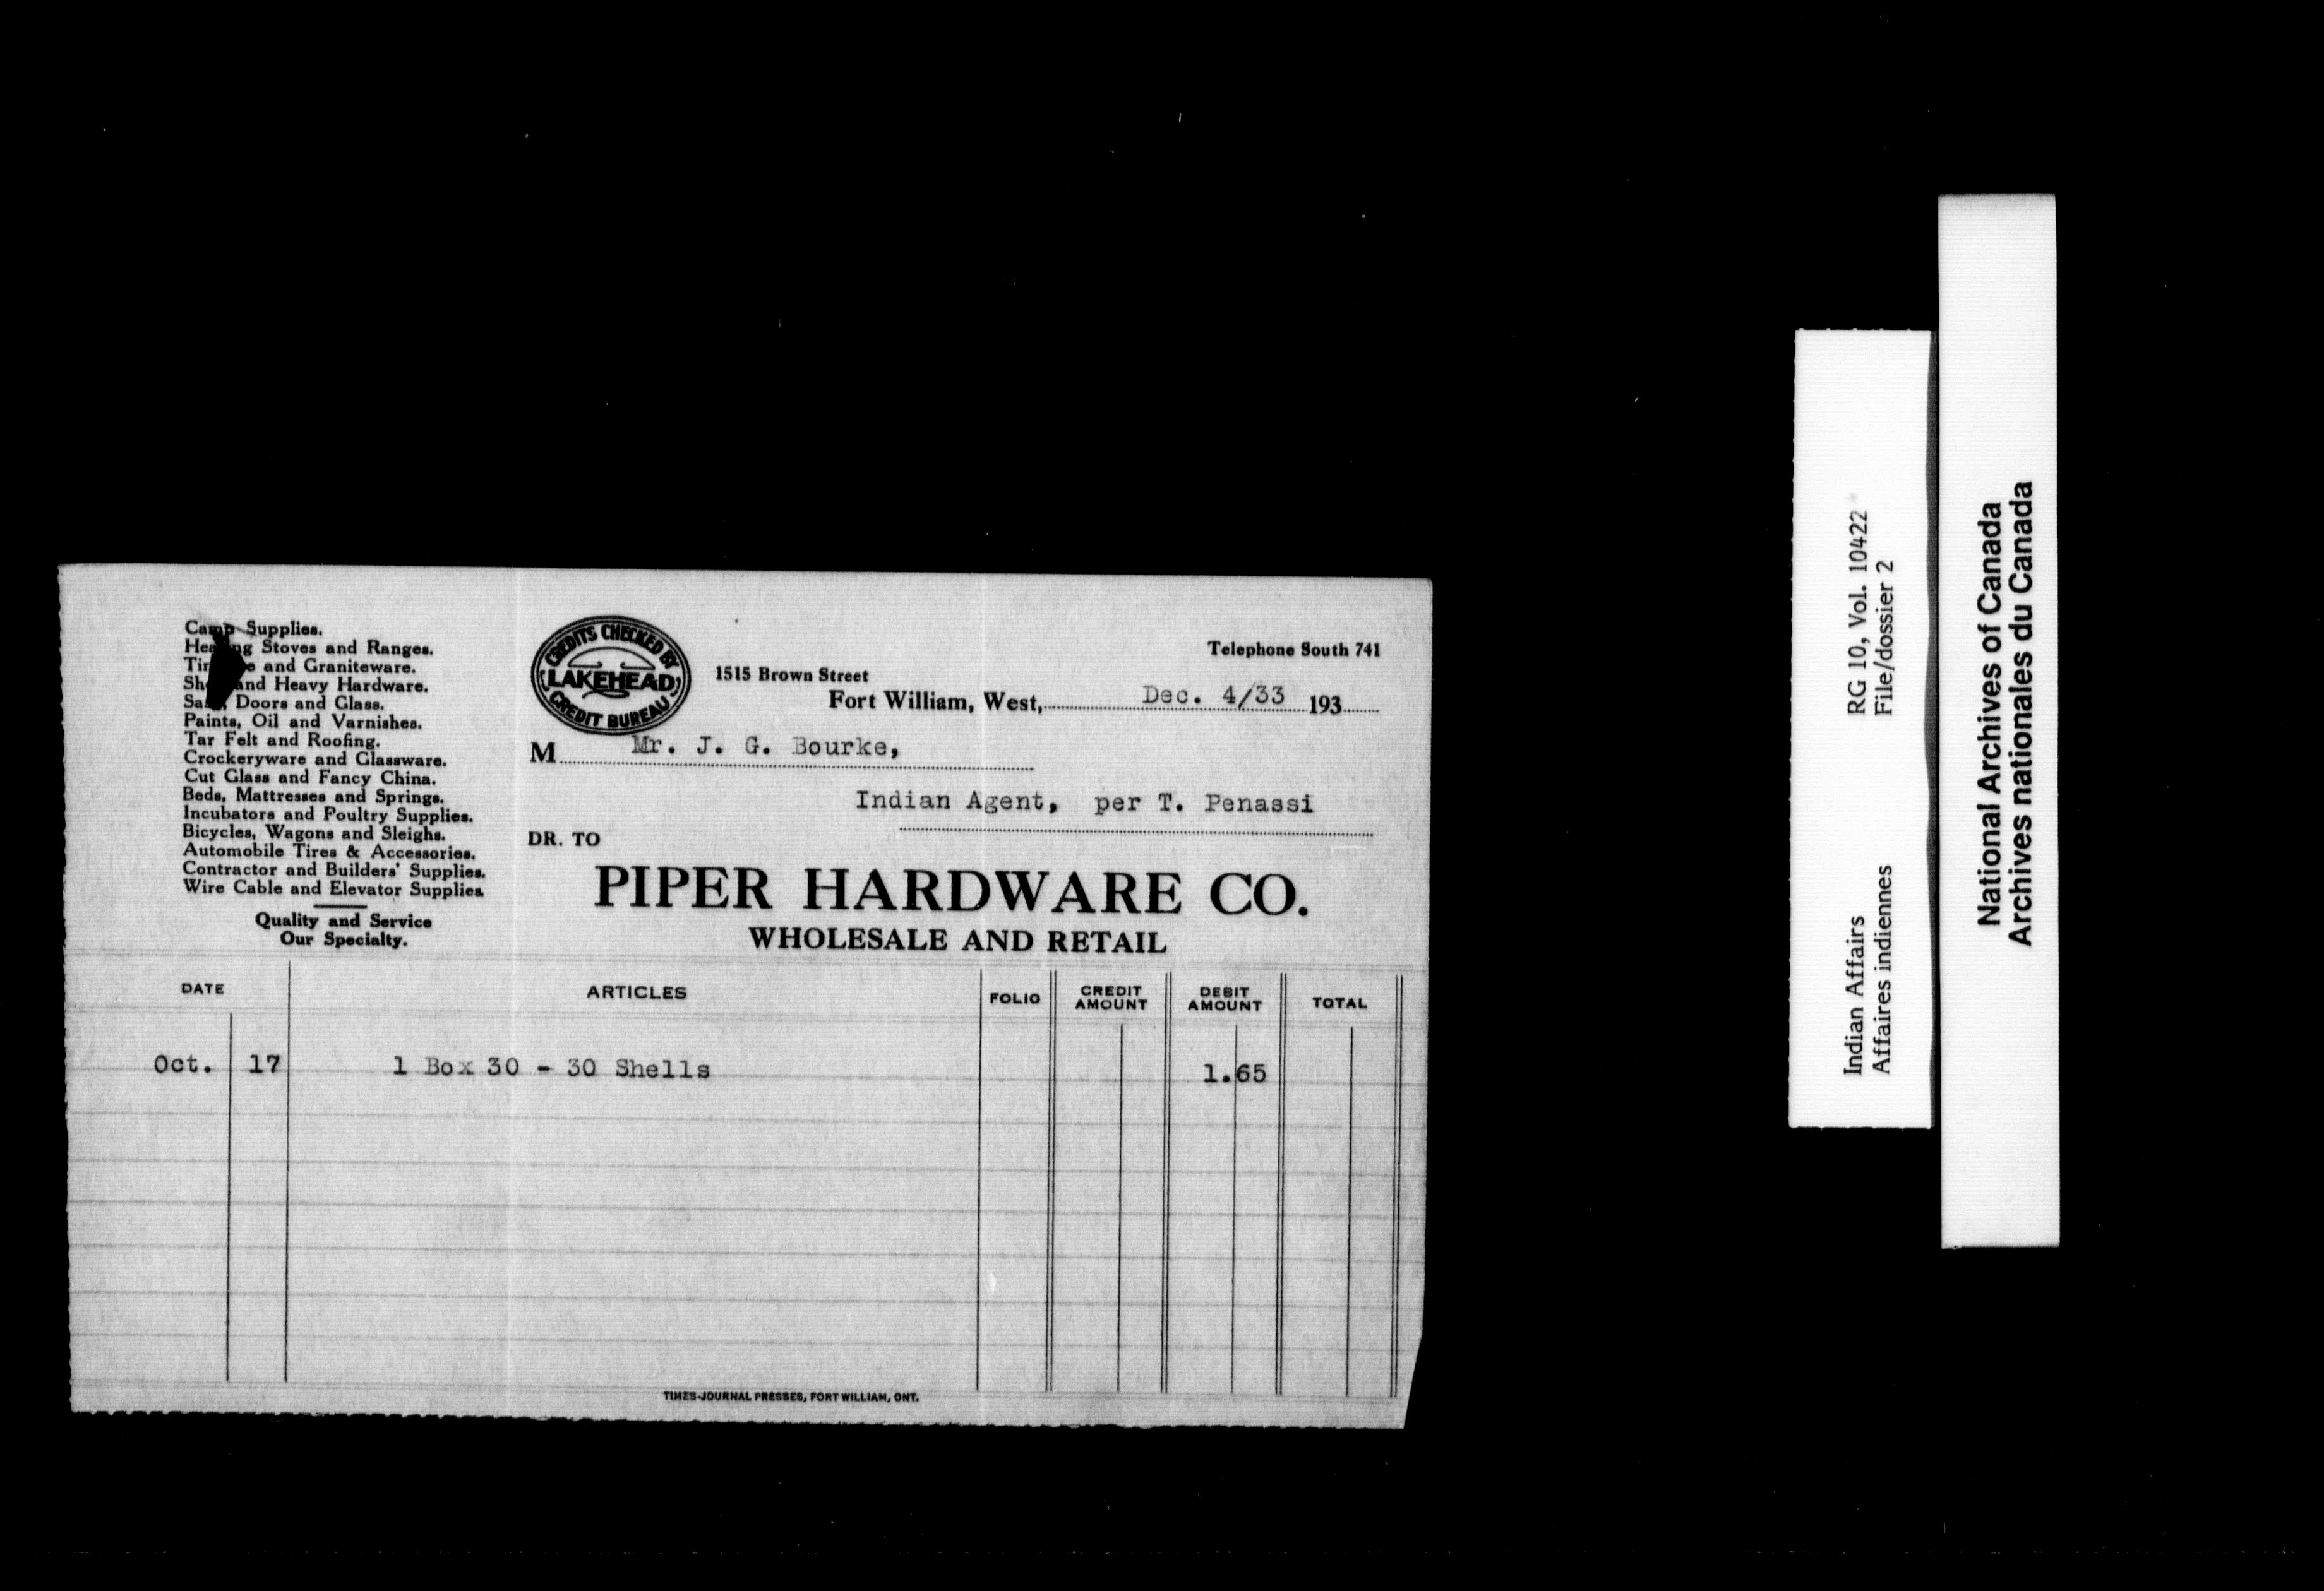 Camp Supplies.
Heating Stoves and Ranges.
Tinware and Graniteware.
Shelf and Heavy Hardware.
Sash, Doors and Glass.
Paints, Oil and Varnishes.
Tar Felt and Roofing.
Crockeryware and Glassware.
Cut Glass and Fancy China.
Beds, Mattresses and Springs.
Incubators and Poultry Supplies.
Bicycles, Wagons and Sleighs.
Automobile Tires & Accessories.
Contractor and Builders' Supplies.
Wire Cable and Elevator Supplies.
Quality and Service
Our Specialty.
CREDITS CHECKED BY
LAKEHEAD
CREDIT BUREAU
Telephone South 741
1515 Brown Street
Fort William, West, Dec. 4/33 193
M Mr. J. G. Bourke,
Indian Agent, per T. Penassi
DR. TO
PIPER HARDWARE CO.
WHOLESALE AND RETAIL
DATE ARTICLES FOLIO CREDIT AMOUNT DEBIT AMOUNT TOTAL
Oct. 17 1 Box 30 - 30 Shells 1.65
TIMES-JOURNAL PRESSES, FORT WILLIAM, ONT.
Indian Affairs RG 10, Vol. 10422
Affaires indiennes File/dossier 2
National Archives of Canada
Archives nationales du Canada